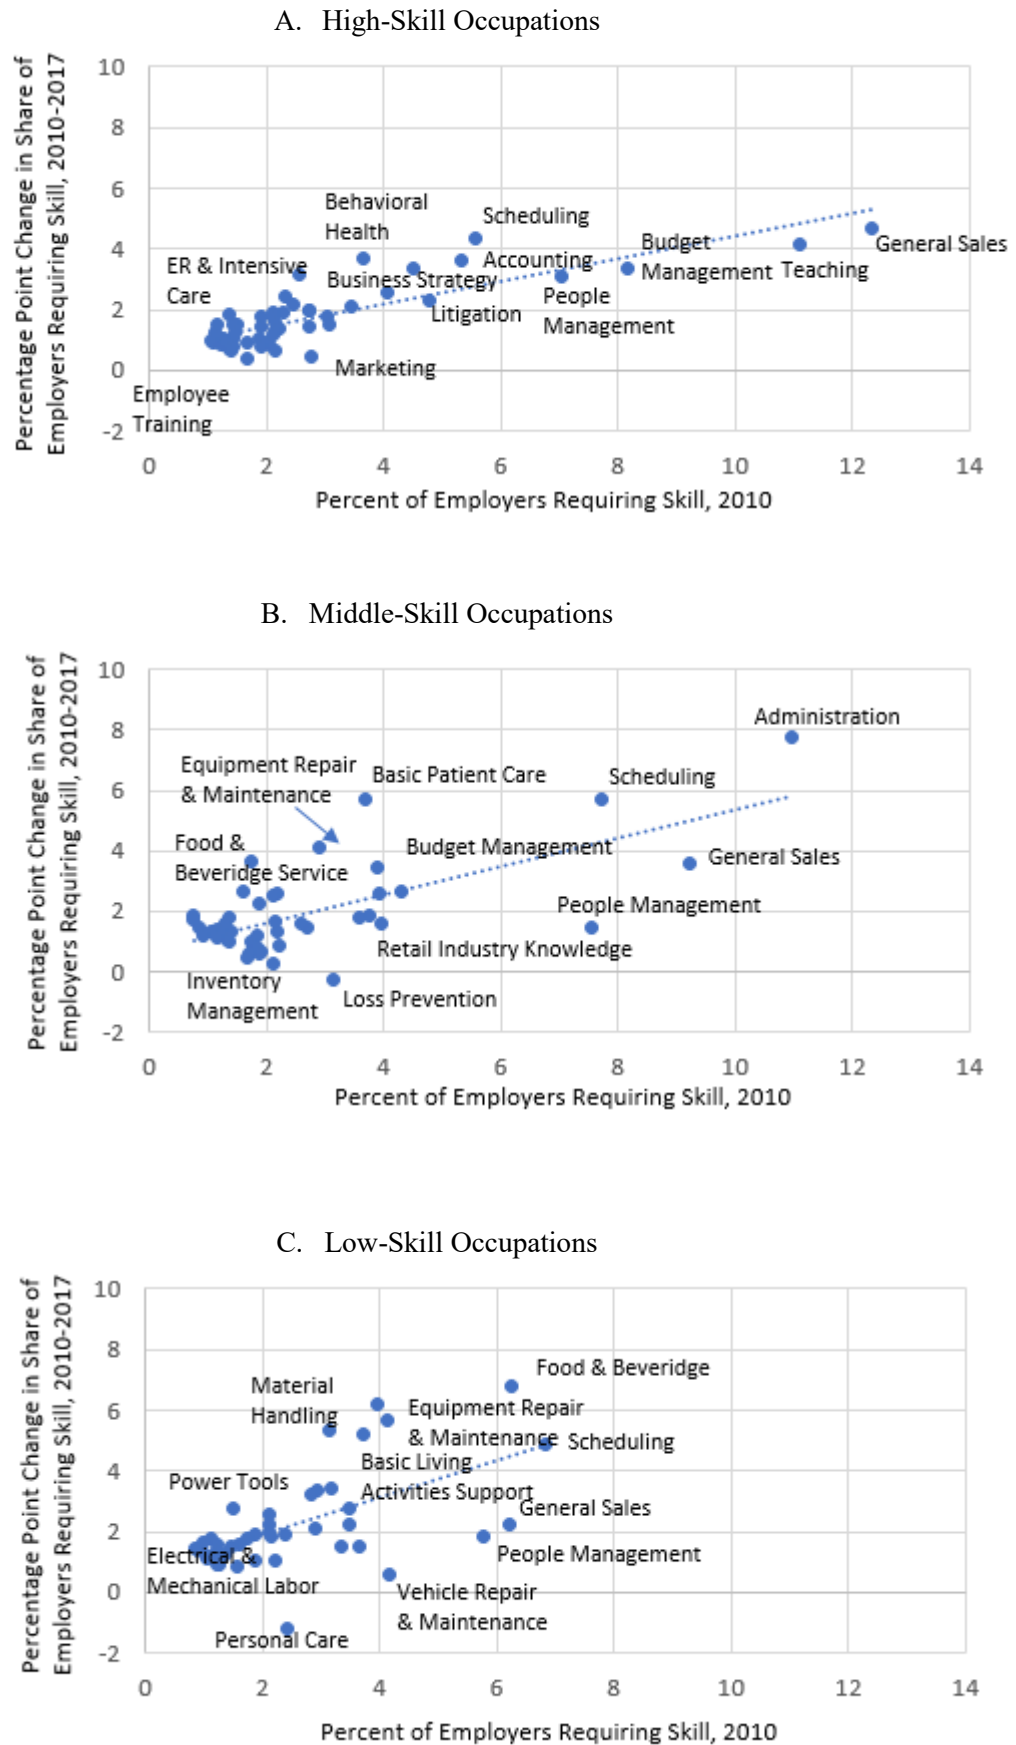 A. High-Skill Occupations
Percentage Point Change in Share of
Employers Requiring Skill, 2010-2017
10
8
6
4
2
0
-2
Behavioral
Health
Scheduling
ER & Intensive
Care
Business Strategy
Accounting
Litigation
Budget
Management
Teaching
General Sales
People
Management
Marketing
Employee
Training
0 2 4 6 8 10 12 14
Percent of Employers Requiring Skill, 2010
B. Middle-Skill Occupations
Percentage Point Change in Share of
Employers Requiring Skill, 2010-2017
10
8
6
4
2
0
-2
Administration
Equipment Repair
& Maintenance
Basic Patient Care
Scheduling
Food &
Beveridge Service
Budget Management
General Sales
People Management
Retail Industry Knowledge
Inventory
Management
Loss Prevention
0 2 4 6 8 10 12 14
Percent of Employers Requiring Skill, 2010
C. Low-Skill Occupations
Percentage Point Change in Share of
Employers Requiring Skill, 2010-2017
10
8
6
4
2
0
-2
Food & Beveridge
Material
Handling
Equipment Repair
& Maintenance
Scheduling
Basic Living
Activities Support
Power Tools
General Sales
People Management
Electrical &
Mechanical Labor
Vehicle Repair
& Maintenance
Personal Care
0 2 4 6 8 10 12 14
Percent of Employers Requiring Skill, 2010